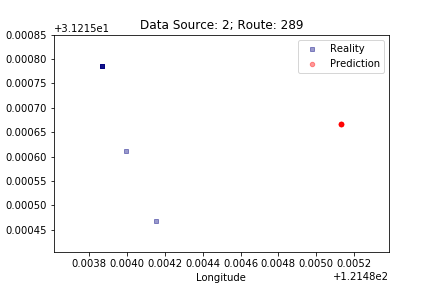 Data Source: 2; Route: 289
+3.1215e1
0.00085
0.00080
0.00075
0.00070
0.00065
0.00060
0.00055
0.00050
0.00045
Reality
Prediction
0.0038 0.0040 0.0042 0.0044 0.0046 0.0048 0.0050 0.0052
Longitude
+1.2148e2